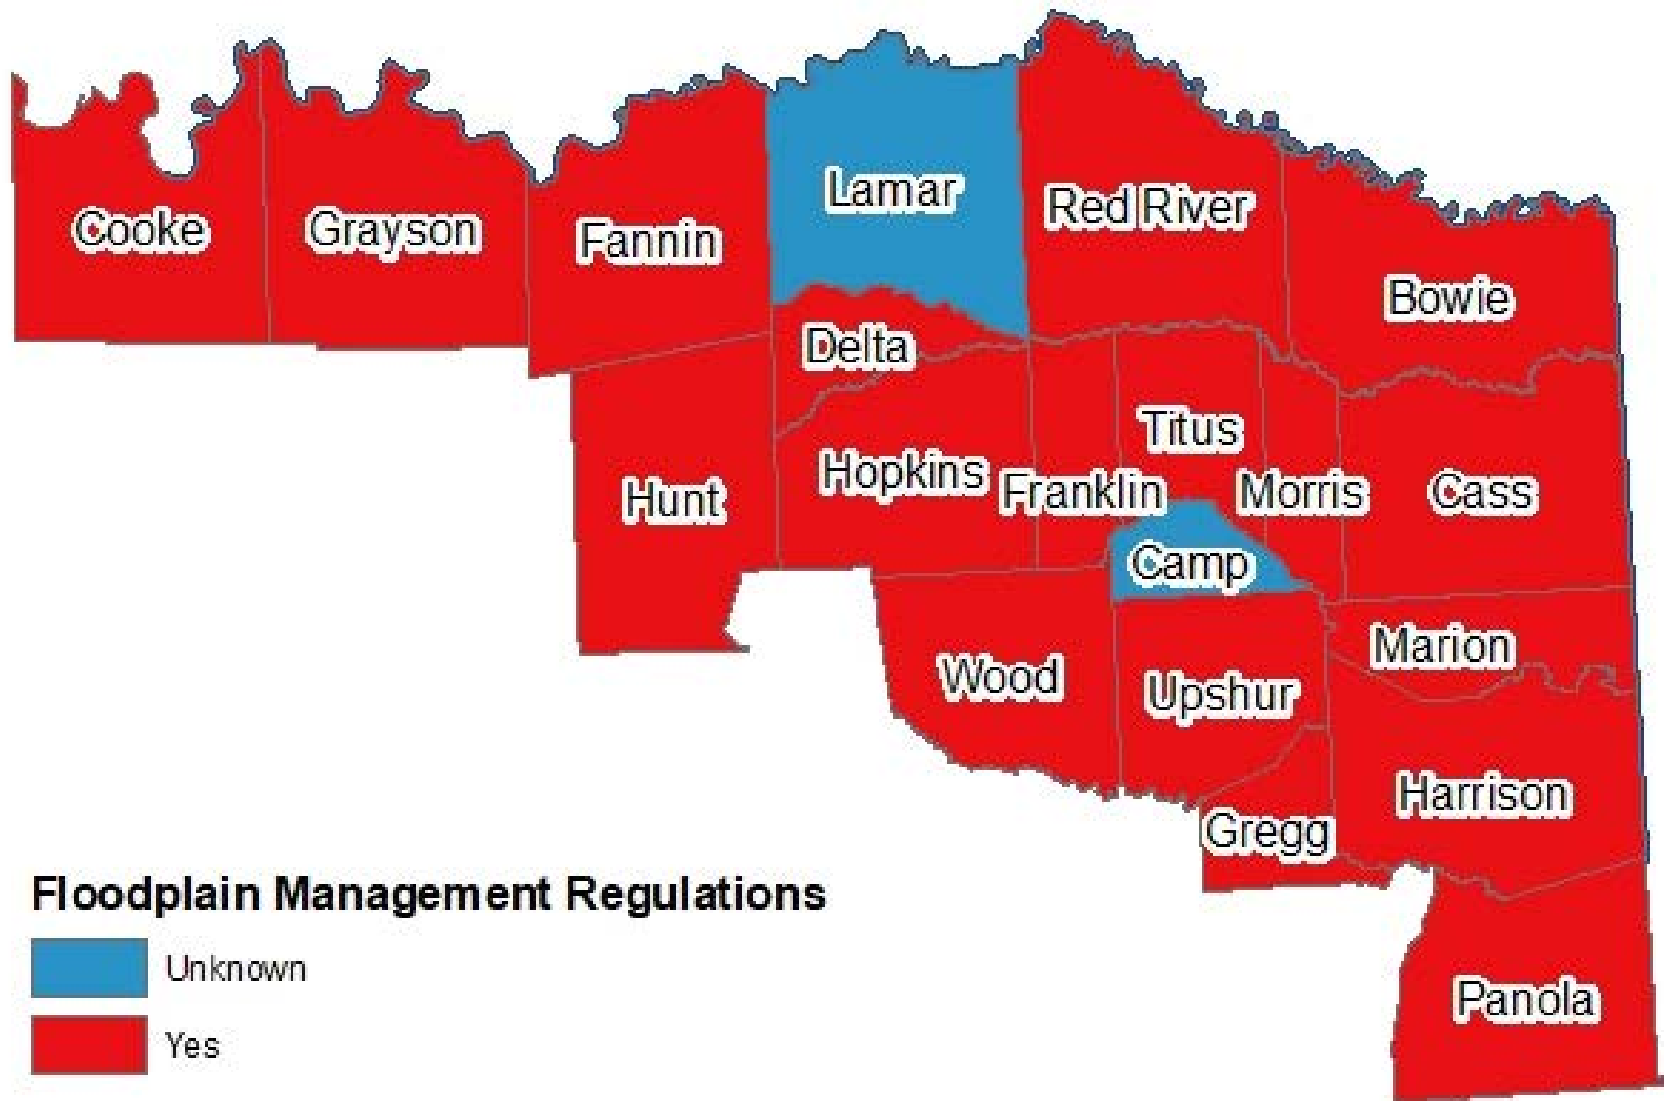 Lamar
Red River
Cooke
Grayson
Fannin
Bowie
Delta
Titus
Hopkins
Franklin
Morris
Cass
Hunt
Camp
Marion
Wood
Upshur
Harrison
Gregg
Floodplain Management Regulations
Unknown
Yes
Panola